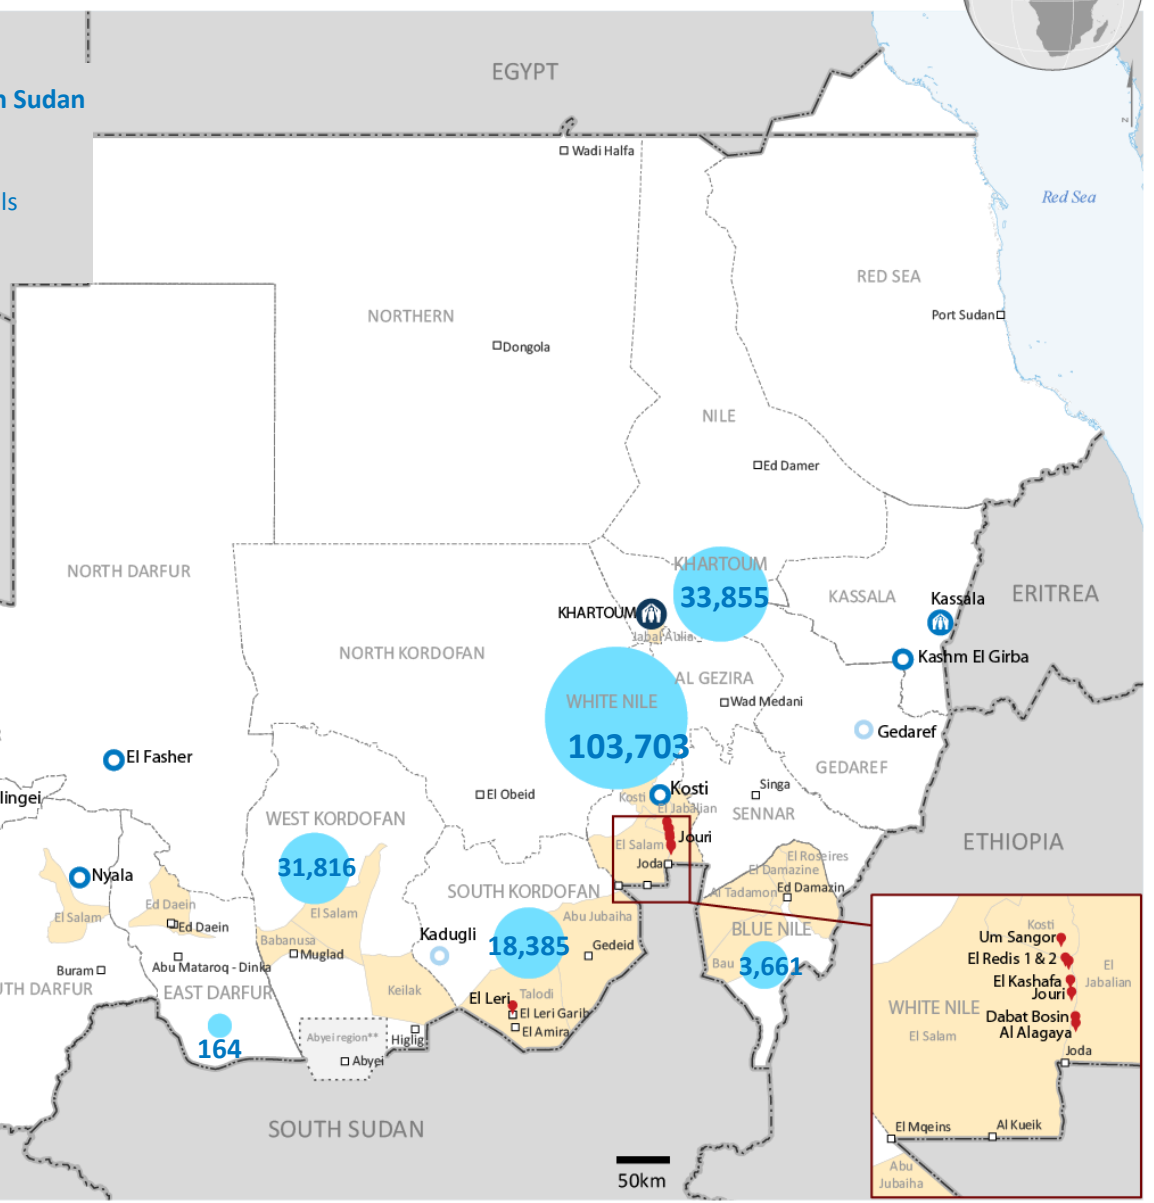 EGYPT
n Sudan
N
Wadi Halfa
ls
Red Sea
RED SEA
NORTHERN
Port Sudan
Dongola
NILE
Ed Damer
KHARTOUM
NORTH DARFUR
33,855
KASSALA
Kassala
ERITREA
KHARTOUM
Jabal Aulia
NORTH KORDOFAN
Kashm El Girba
AL GEZIRA
WHITE NILE
Wad Medani
103,703
Gedaref
El Fasher
GEDAREF
Kosti
Singa
lingei
El Obeid
Kosti
El Jabalian
SENNAR
WEST KORDOFAN
Jouri
ETHIOPIA
El Salam
31,816
Joda
El Roseires
El Damazine
Nyala
SOUTH KORDOFAN
Al Tadamon
Ed Damazin
Ed Daein
El Salam
El Salam
Abu Jubaiha
Ed Daein
BLUE NILE
Kadugli
18,385
Gedeid
Babanusa
Muglad
Bau
3,661
Buram
Abu Mataroq - Dinka
UTH DARFUR
EAST DARFUR
Keilak
Talodi
El Leri
El Leri Garib
El Amira
164
Abyei region**
Higlig
Abyei
SOUTH SUDAN
50km
Kosti
Um Sangor
El Redis 1 & 2
El Kashafa
El
Jabalian
Jouri
WHITE NILE
Dabat Bosin
Al Alagaya
El Salam
Joda
El Mqeins
Al Kueik
Abu
Jubaiha